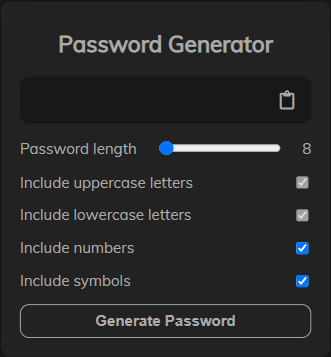 Password Generator
Password length 8
Include uppercase letters
Include lowercase letters
Include numbers
Include symbols
Generate Password